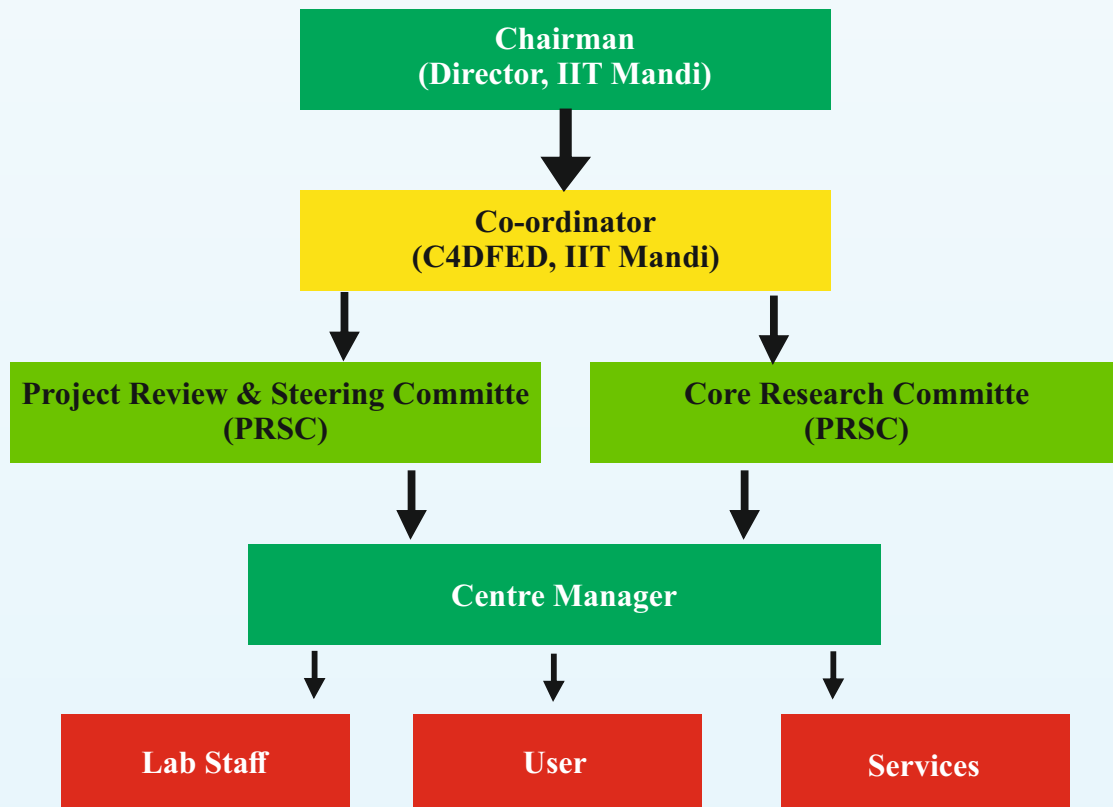 Chairman
(Director, IIT Mandi)
Co-ordinator
(C4DFED, IIT Mandi)
Project Review & Steering Committe
(PRSC)
Core Research Committe
(PRSC)
Centre Manager
Lab Staff
User
Services